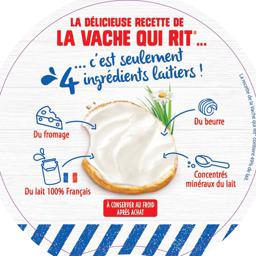 LA DÉLICIEUSE RECETTE DE
LA VACHE QUI RIT®...
... c'est seulement
4 ingrédients laitiers !
Du fromage
Du beurre
Du lait 100% Français
Concentrés
minéraux du lait
À CONSERVER AU FROID
APRÈS ACHAT